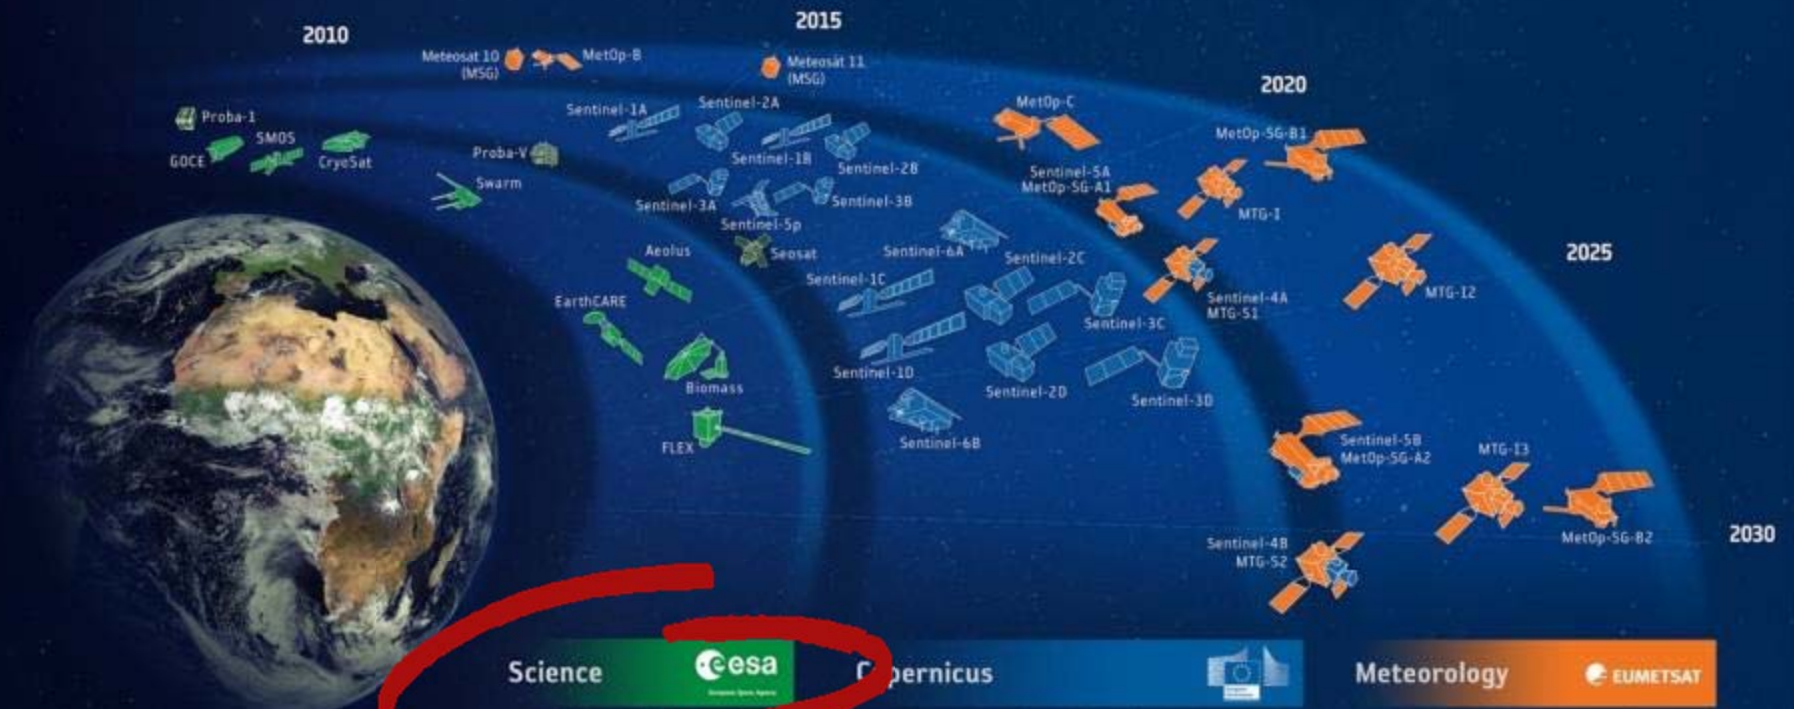 2010
2015
2020
2025
2030
Meteosat 10
(MSG)
MetOp-B
Meteosat 11
(MSG)
Proba-1
GOCE
SMOS
CryoSat
Proba-V
Swarm
Sentinel-1A
Sentinel-2A
Sentinel-1B
Sentinel-2B
Sentinel-3A
Sentinel-5p
Sentinel-3B
Seosat
Aeolus
EarthCARE
Biomass
FLEX
Sentinel-6A
Sentinel-2C
Sentinel-1C
Sentinel-3C
Sentinel-1D
Sentinel-2D
Sentinel-3D
Sentinel-6B
MetOp-C
MetOp-SG-B1
Sentinel-5A
MetOp-SG-A1
MTG-I
Sentinel-4A
MTG-S1
MTG-I2
Sentinel-5B
MetOp-SG-A2
MTG-I3
MetOp-SG-B2
Sentinel-4B
MTG-S2
Science
esa
European Space Agency
Copernicus
Meteorology
EUMETSAT